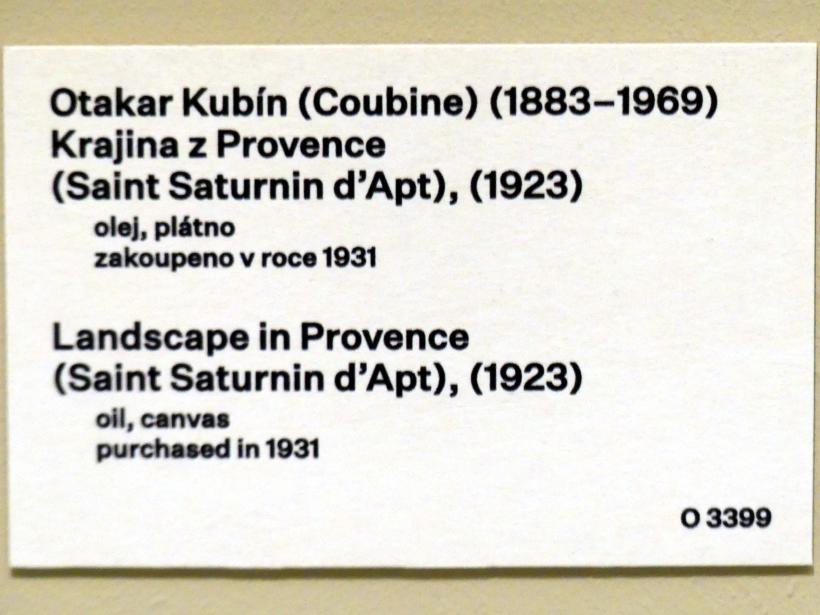 Otakar Kubín (Coubine) (1883–1969)
Krajina z Provence
(Saint Saturnin d’Apt), (1923)
olej, plátno
zakoupeno v roce 1931
Landscape in Provence
(Saint Saturnin d’Apt), (1923)
oil, canvas
purchased in 1931
O 3399